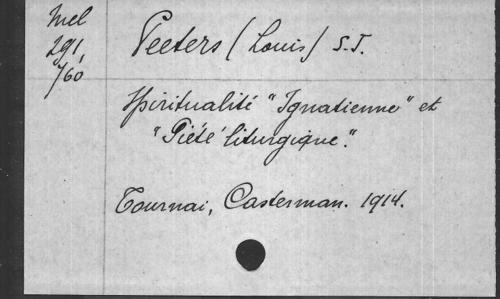 Mel
291,
760
Peeters (Louis) S.J.
Spiritualité "Ignatienne" et
"Piété liturgique".
Tournai, Casterman. 1914.